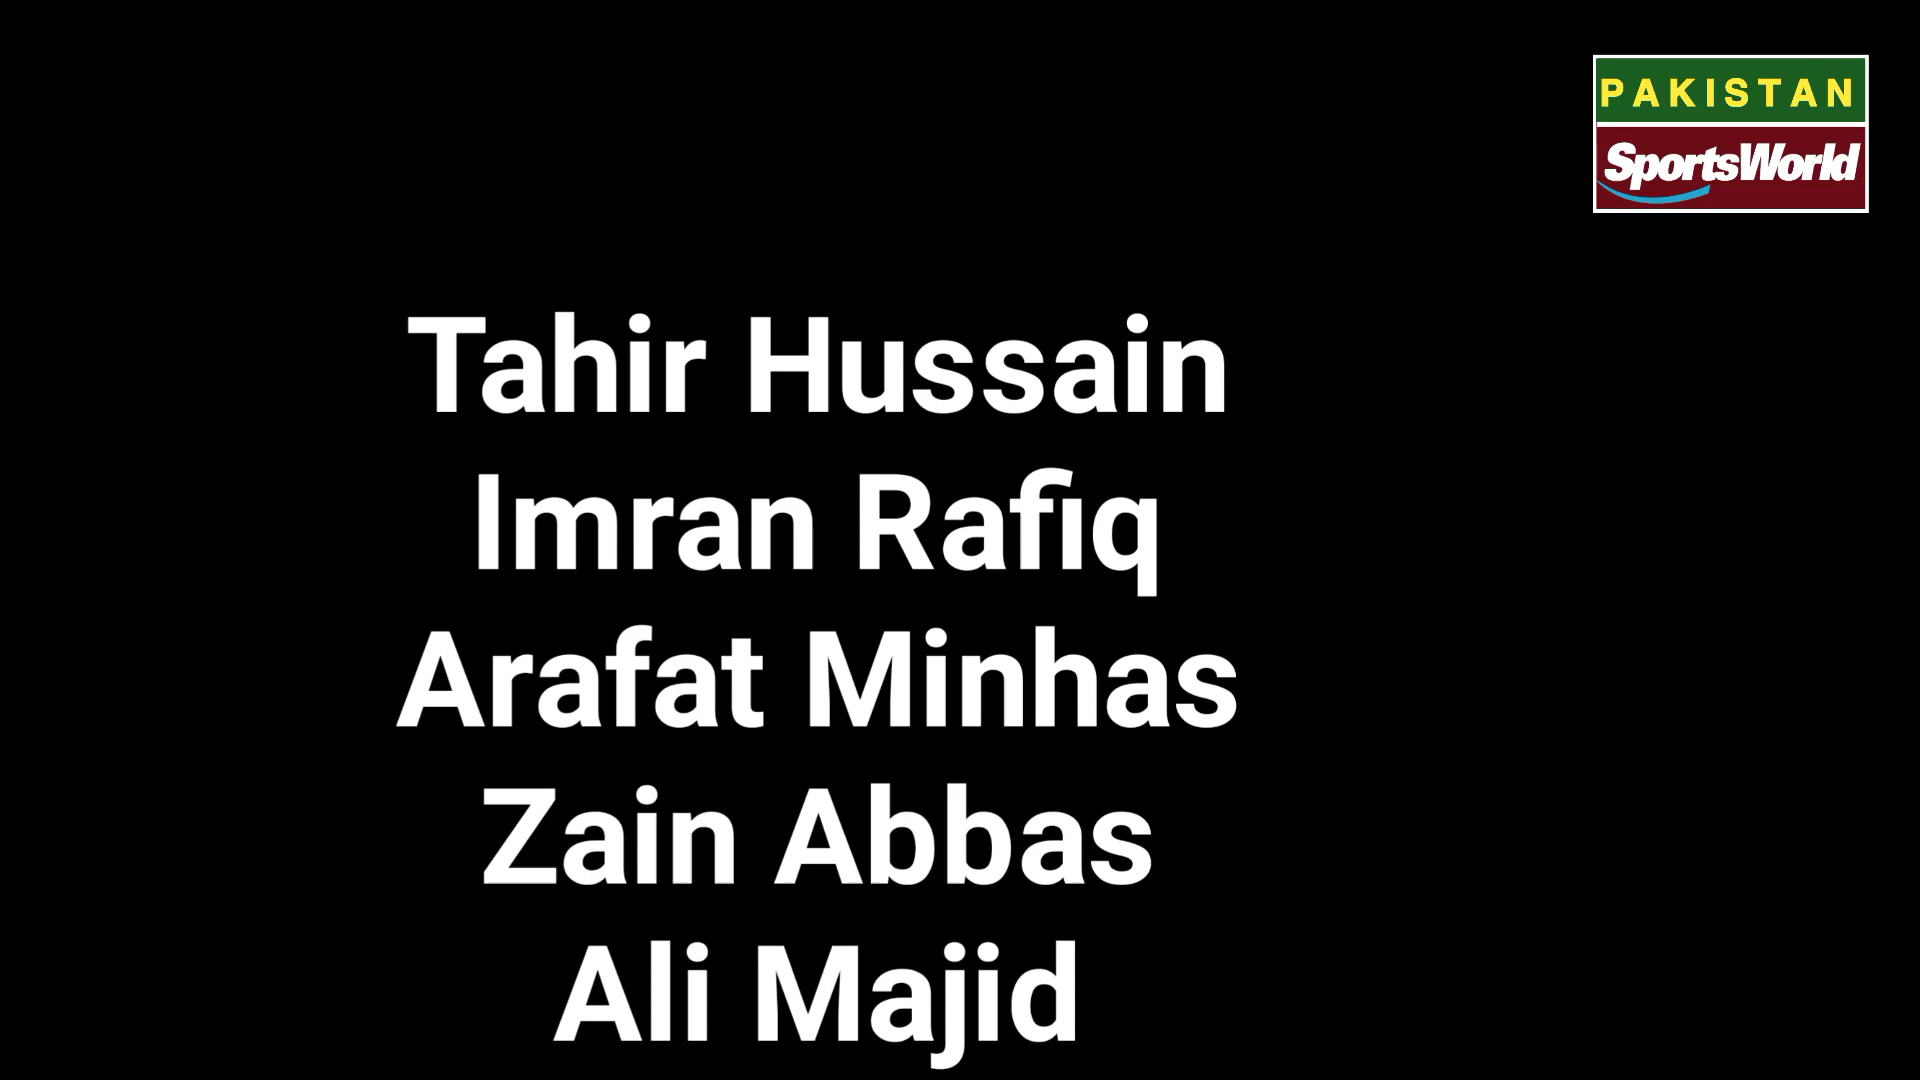 PAKISTAN
SportsWorld
Tahir Hussain
Imran Rafiq
Arafat Minhas
Zain Abbas
Ali Majid